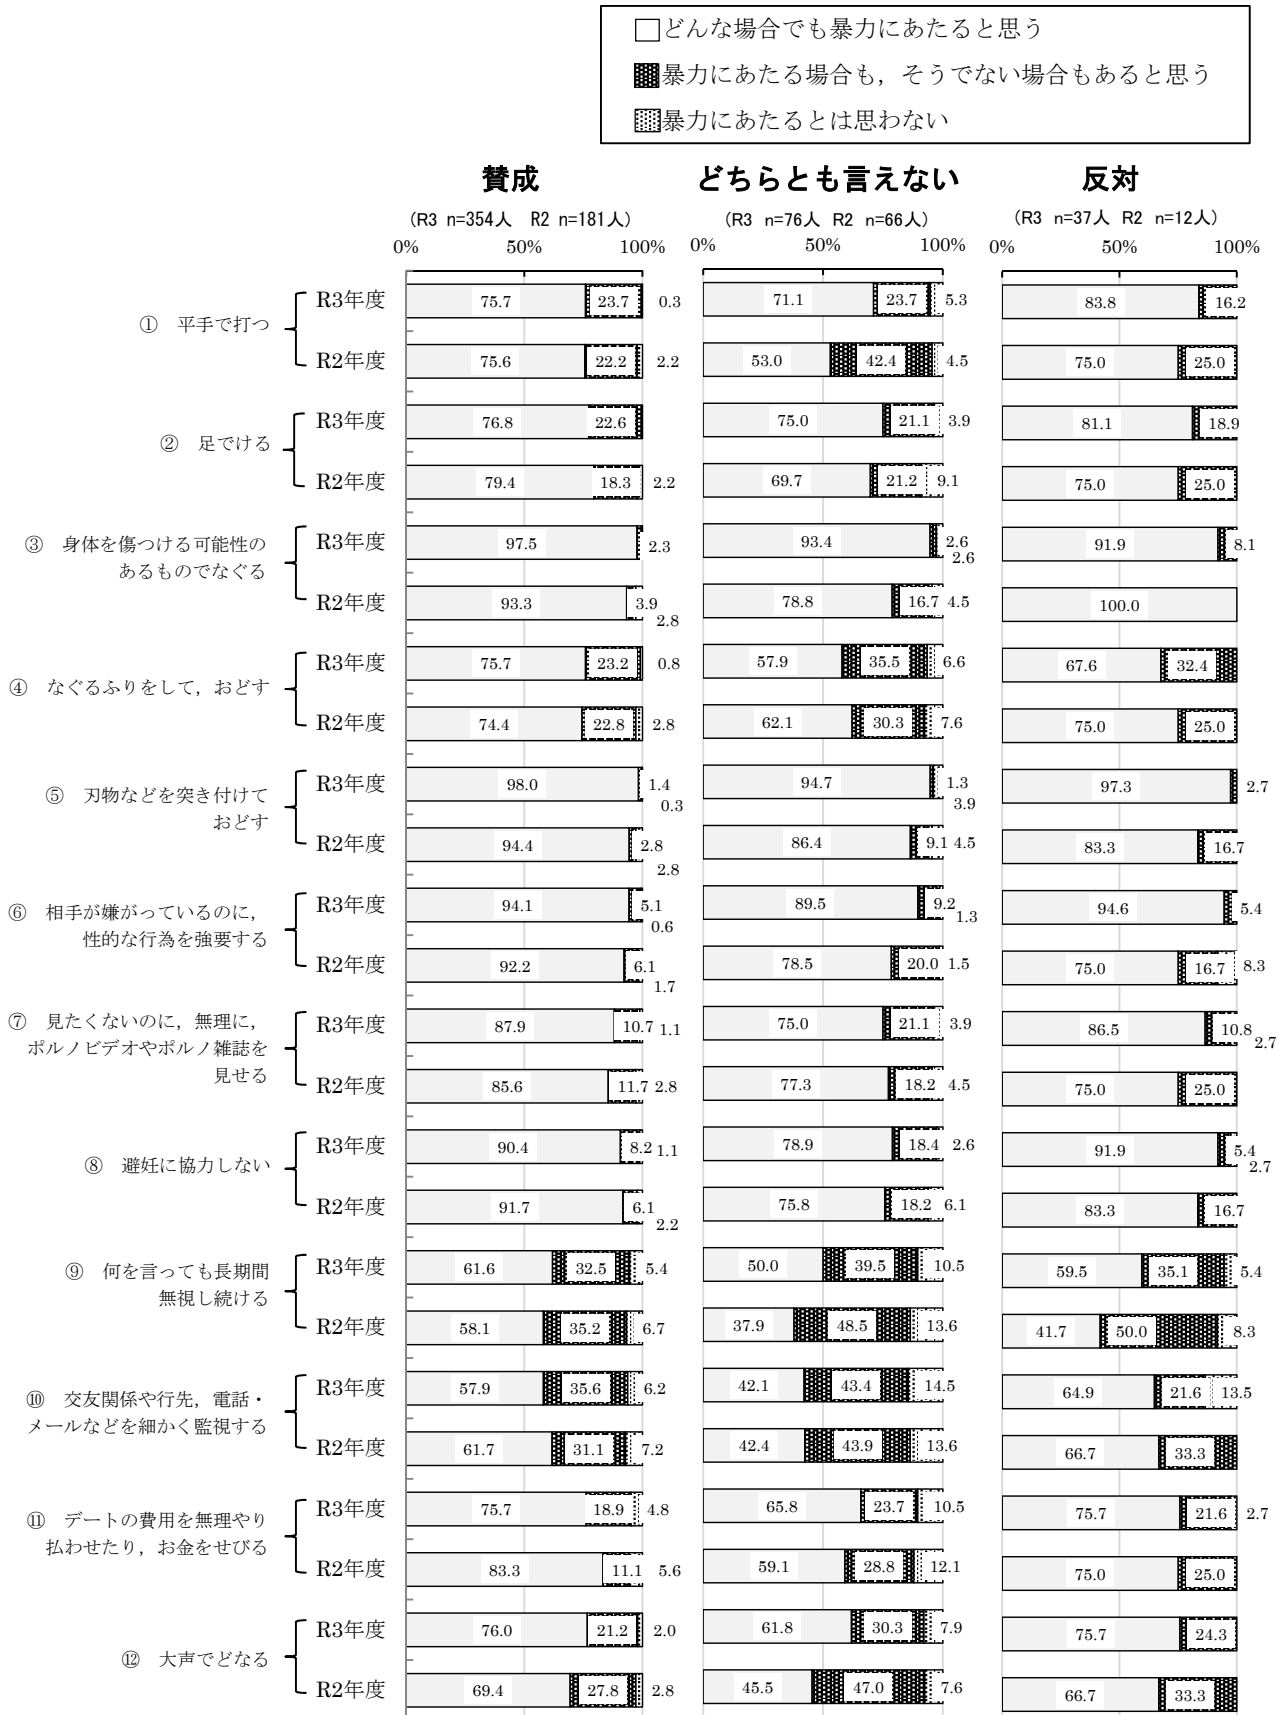 どんな場合でも暴力にあたると思う
暴力にあたる場合も，そうでない場合もあると思う
暴力にあたるとは思わない
賛成 どちらとも言えない 反対
（R3 n=354人 R2 n=181人） （R3 n=76人 R2 n=66人） （R3 n=37人 R2 n=12人）
0% 50% 100% 0% 50% 100% 0% 50% 100%
① 平手で打つ
R3年度 75.7 23.7 0.3 71.1 23.7 5.3 83.8 16.2
R2年度 75.6 22.2 2.2 53.0 42.4 4.5 75.0 25.0
② 足でける
R3年度 76.8 22.6 75.0 21.1 3.9 81.1 18.9
R2年度 79.4 18.3 2.2 69.7 21.2 9.1 75.0 25.0
③ 身体を傷つける可能性の
あるものでなぐる
R3年度 97.5 2.3 93.4 2.6 2.6 91.9 8.1
R2年度 93.3 3.9 2.8 78.8 16.7 4.5 100.0
④ なぐるふりをして，おどす
R3年度 75.7 23.2 0.8 57.9 35.5 6.6 67.6 32.4
R2年度 74.4 22.8 2.8 62.1 30.3 7.6 75.0 25.0
⑤ 刃物などを突き付けて
おどす
R3年度 98.0 1.4 0.3 94.7 1.3 3.9 97.3 2.7
R2年度 94.4 2.8 2.8 86.4 9.1 4.5 83.3 16.7
⑥ 相手が嫌がっているのに，
性的な行為を強要する
R3年度 94.1 5.1 0.6 89.5 9.2 1.3 94.6 5.4
R2年度 92.2 6.1 1.7 78.5 20.0 1.5 75.0 16.7 8.3
⑦ 見たくないのに，無理に，
ポルノビデオやポルノ雑誌を
見せる
R3年度 87.9 10.7 1.1 75.0 21.1 3.9 86.5 10.8 2.7
R2年度 85.6 11.7 2.8 77.3 18.2 4.5 75.0 25.0
⑧ 避妊に協力しない
R3年度 90.4 8.2 1.1 78.9 18.4 2.6 91.9 5.4 2.7
R2年度 91.7 6.1 2.2 75.8 18.2 6.1 83.3 16.7
⑨ 何を言っても長期間
無視し続ける
R3年度 61.6 32.5 5.4 50.0 39.5 10.5 59.5 35.1 5.4
R2年度 58.1 35.2 6.7 37.9 48.5 13.6 41.7 50.0 8.3
⑩ 交友関係や行先，電話・
メールなどを細かく監視する
R3年度 57.9 35.6 6.2 42.1 43.4 14.5 64.9 21.6 13.5
R2年度 61.7 31.1 7.2 42.4 43.9 13.6 66.7 33.3
⑪ デートの費用を無理やり
払わせたり，お金をせびる
R3年度 75.7 18.9 4.8 65.8 23.7 10.5 75.7 21.6 2.7
R2年度 83.3 11.1 5.6 59.1 28.8 12.1 75.0 25.0
⑫ 大声でどなる
R3年度 76.0 21.2 2.0 61.8 30.3 7.9 75.7 24.3
R2年度 69.4 27.8 2.8 45.5 47.0 7.6 66.7 33.3